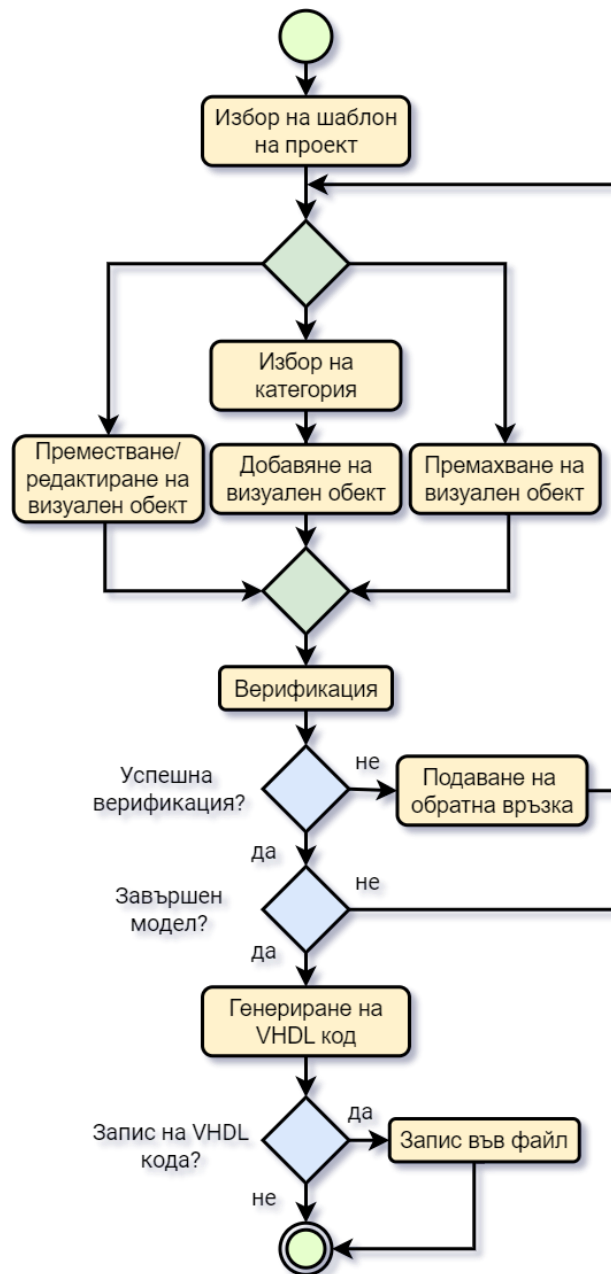 Избор на шаблон
на проект
Избор на
категория
Преместване/
редактиране на
визуален обект
Добавяне на
визуален обект
Премахване на
визуален обект
Верификация
Успешна
верификация?
не
Подаване на
обратна връзка
да
Завършен
модел?
не
да
Генериране на
VHDL код
Запис на VHDL
кода?
да
Запис във файл
не